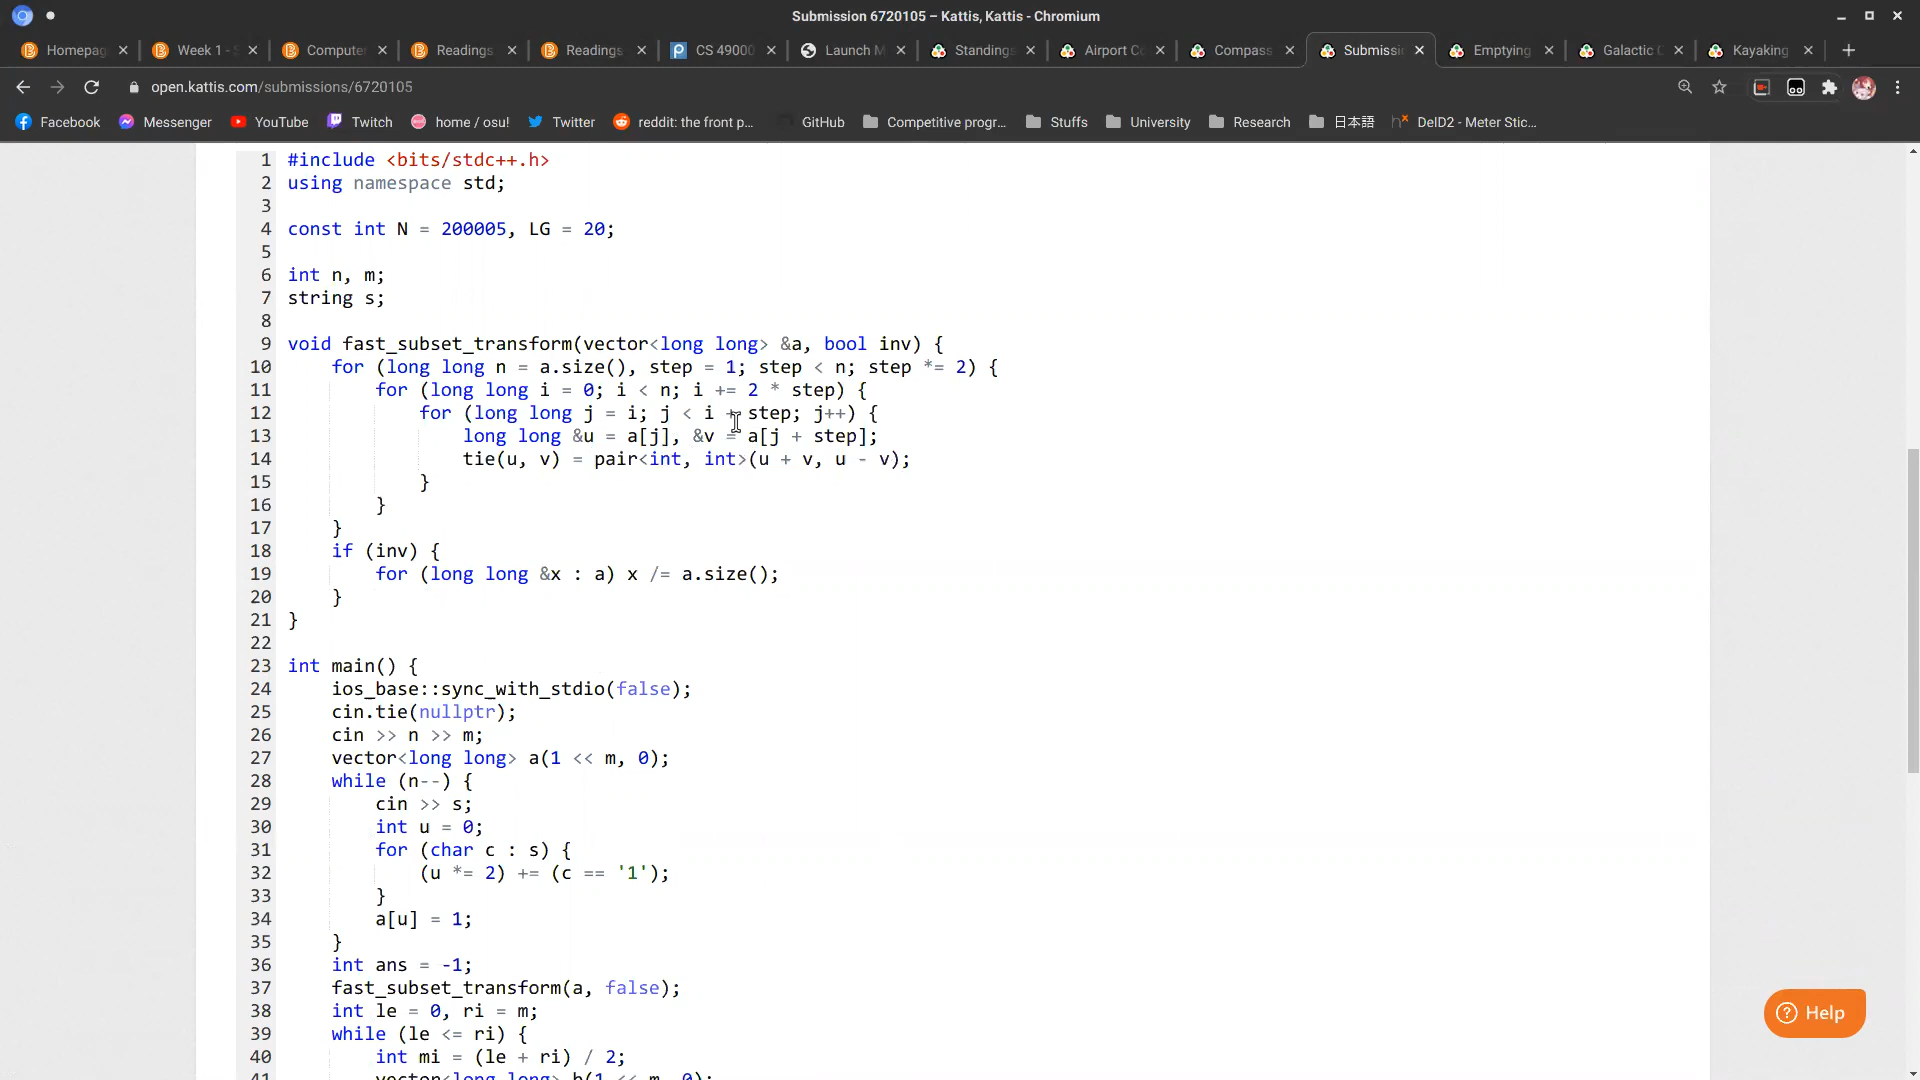 Submission 6720105 – Kattis, Kattis - Chromium
Homepag Week 1 - S Computer Readings Readings CS 49000 Launch M Standings Airport Co Compass Submissi Emptying Galactic C Kayaking
open.kattis.com/submissions/6720105
Facebook Messenger YouTube Twitch home / osu! Twitter reddit: the front p… GitHub Competitive progr… Stuffs University Research 日本語 DelD2 - Meter Stic…
1 #include <bits/stdc++.h>
2 using namespace std;
3
4 const int N = 200005, LG = 20;
5
6 int n, m;
7 string s;
8
9 void fast_subset_transform(vector<long long> &a, bool inv) {
10 for (long long n = a.size(), step = 1; step < n; step *= 2) {
11 for (long long i = 0; i < n; i += 2 * step) {
12 for (long long j = i; j < i + step; j++) {
13 long long &u = a[j], &v = a[j + step];
14 tie(u, v) = pair<int, int>(u + v, u - v);
15 }
16 }
17 }
18 if (inv) {
19 for (long long &x : a) x /= a.size();
20 }
21 }
22
23 int main() {
24 ios_base::sync_with_stdio(false);
25 cin.tie(nullptr);
26 cin >> n >> m;
27 vector<long long> a(1 << m, 0);
28 while (n--) {
29 cin >> s;
30 int u = 0;
31 for (char c : s) {
32 (u *= 2) += (c == '1');
33 }
34 a[u] = 1;
35 }
36 int ans = -1;
37 fast_subset_transform(a, false);
38 int le = 0, ri = m;
39 while (le <= ri) {
40 int mi = (le + ri) / 2;
41 vector<long long> b(1 << m, 0);
Help